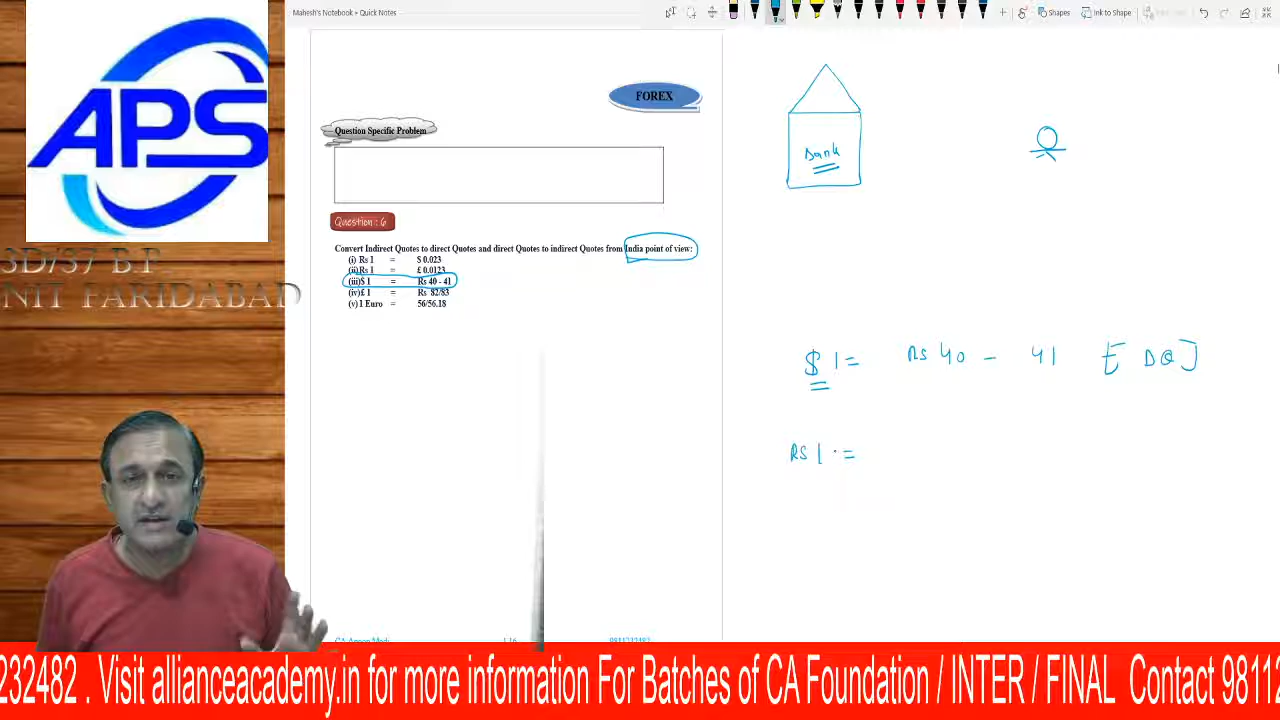 Mahesh's Notebook » Quick Notes
Shapes
Ink to Shape
APS
3D/37 B.P
NIT FARIDABAD
FOREX
Question Specific Problem
Question : 6
Convert Indirect Quotes to direct Quotes and direct Quotes to indirect Quotes from India point of view:
(i) Rs 1 = $ 0.023
(ii) Rs 1 = £ 0.0123
(iii) $ 1 = Rs 40 - 41
(iv) £ 1 = Rs 82/83
(v) 1 Euro = 56/56.18
Bank
$ 1 = RS 40 - 41 [ DQ ]
RS 1 =
232482 . Visit allianceacademy.in for more information For Batches of CA Foundation / INTER / FINAL Contact 98112